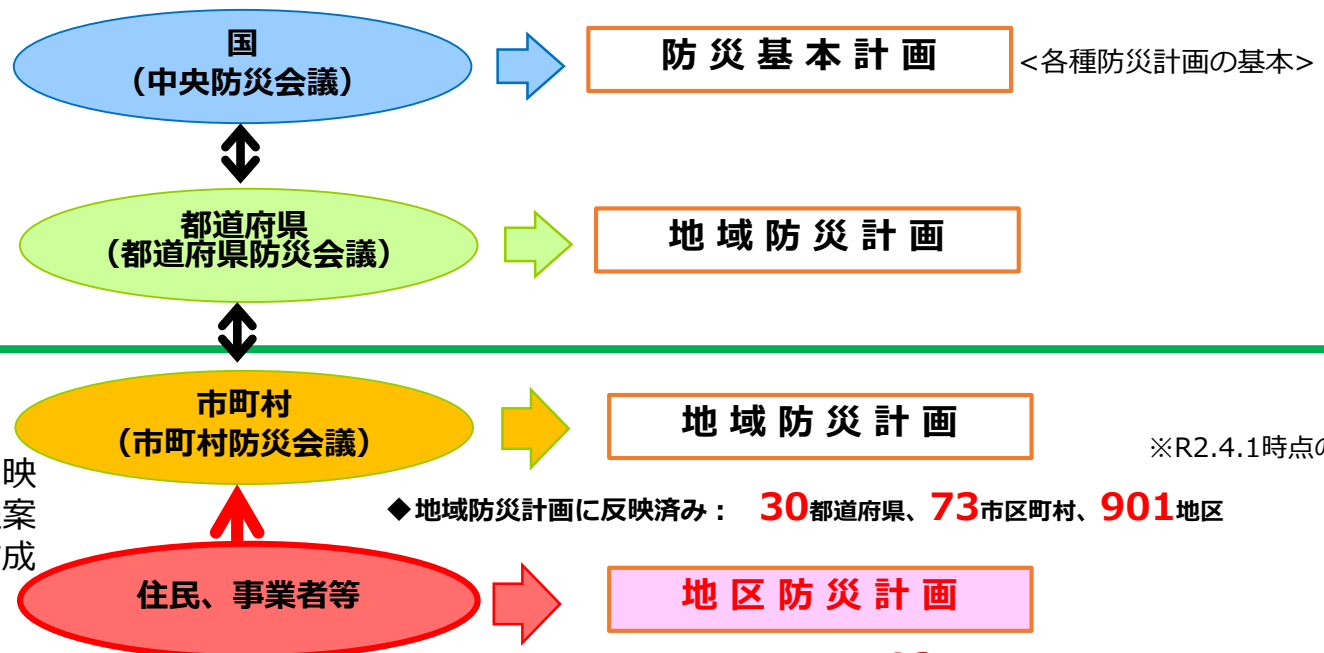 国
（中央防災会議）
防災基本計画
<各種防災計画の基本>
都道府県
（都道府県防災会議）
地域防災計画
市町村
（市町村防災会議）
地域防災計画
※R2.4.1時点の
映
案
成
◆地域防災計画に反映済み： 30都道府県、73市区町村、901地区
住民、事業者等
地区防災計画